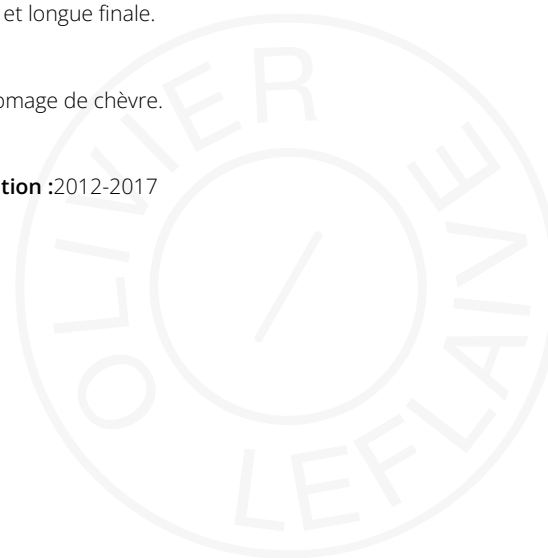 et longue finale.
omage de chèvre.
tion :2012-2017
OLIVIER
LEFLAIVE